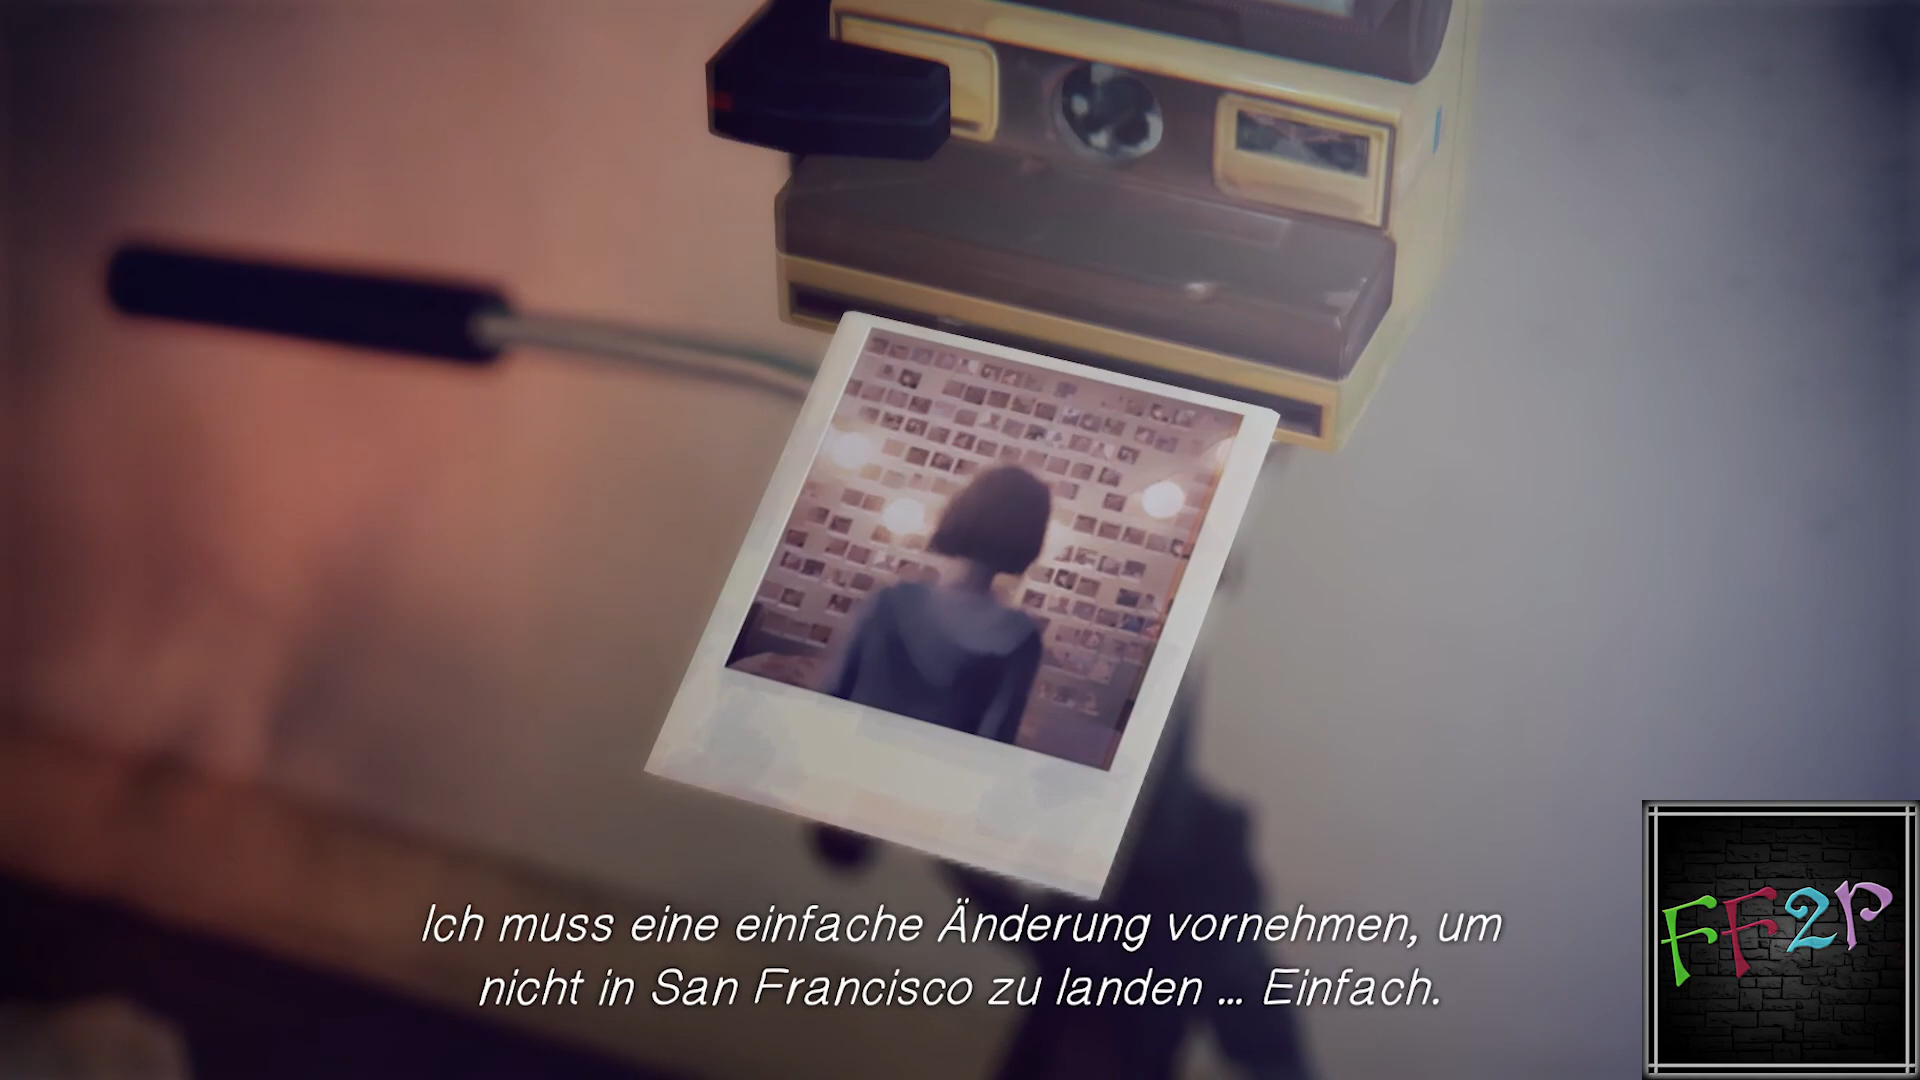 Ich muss eine einfache Änderung vornehmen, um
nicht in San Francisco zu landen ... Einfach.
FF2P